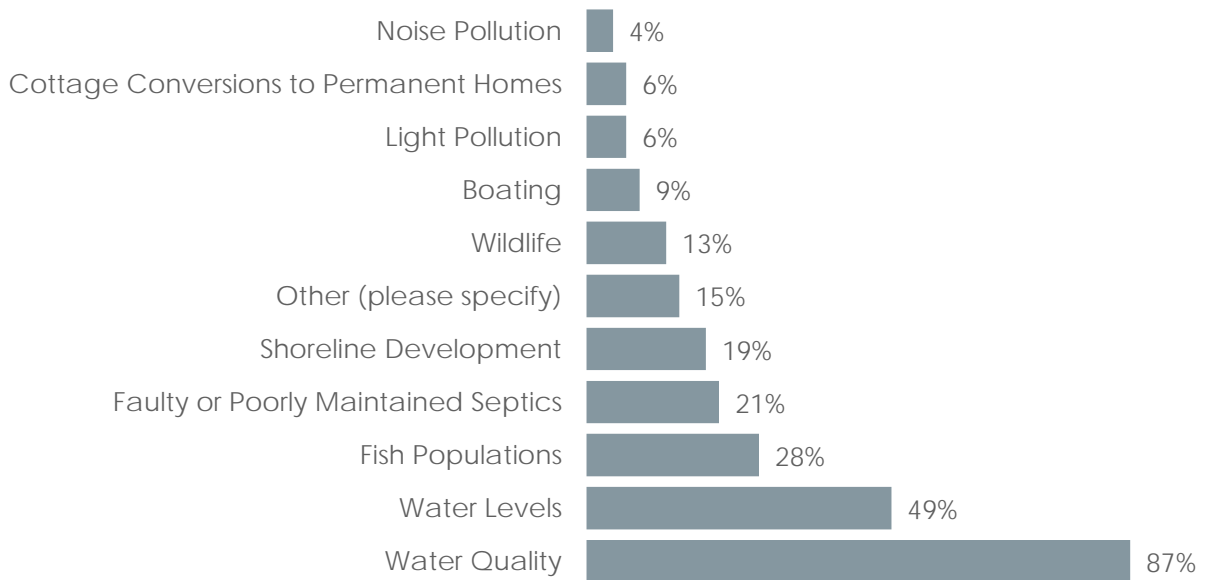 Noise Pollution 4%
Cottage Conversions to Permanent Homes 6%
Light Pollution 6%
Boating 9%
Wildlife 13%
Other (please specify) 15%
Shoreline Development 19%
Faulty or Poorly Maintained Septics 21%
Fish Populations 28%
Water Levels 49%
Water Quality 87%